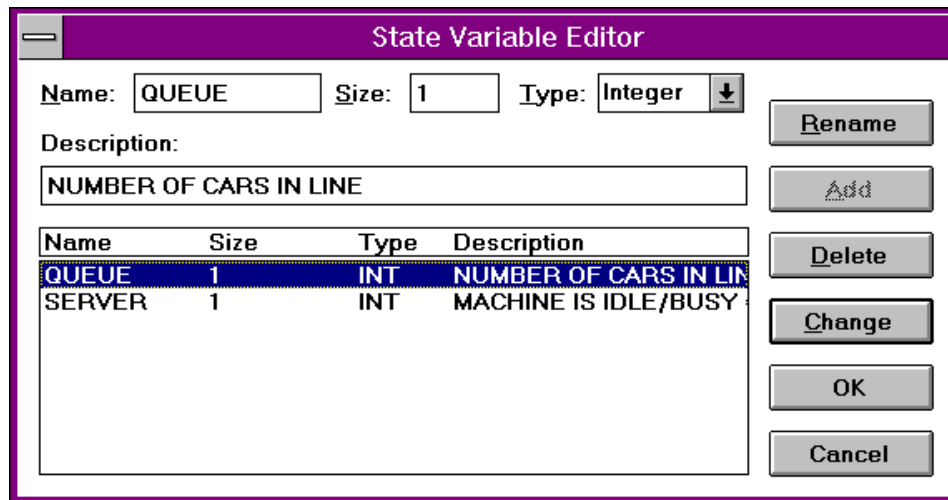 State Variable Editor
Name: QUEUE Size: 1 Type: Integer
Rename
Description:
NUMBER OF CARS IN LINE
Add
Name Size Type Description
Delete
QUEUE 1 INT NUMBER OF CARS IN
SERVER 1 INT MACHINE IS IDLE/BUSY
Change
OK
Cancel